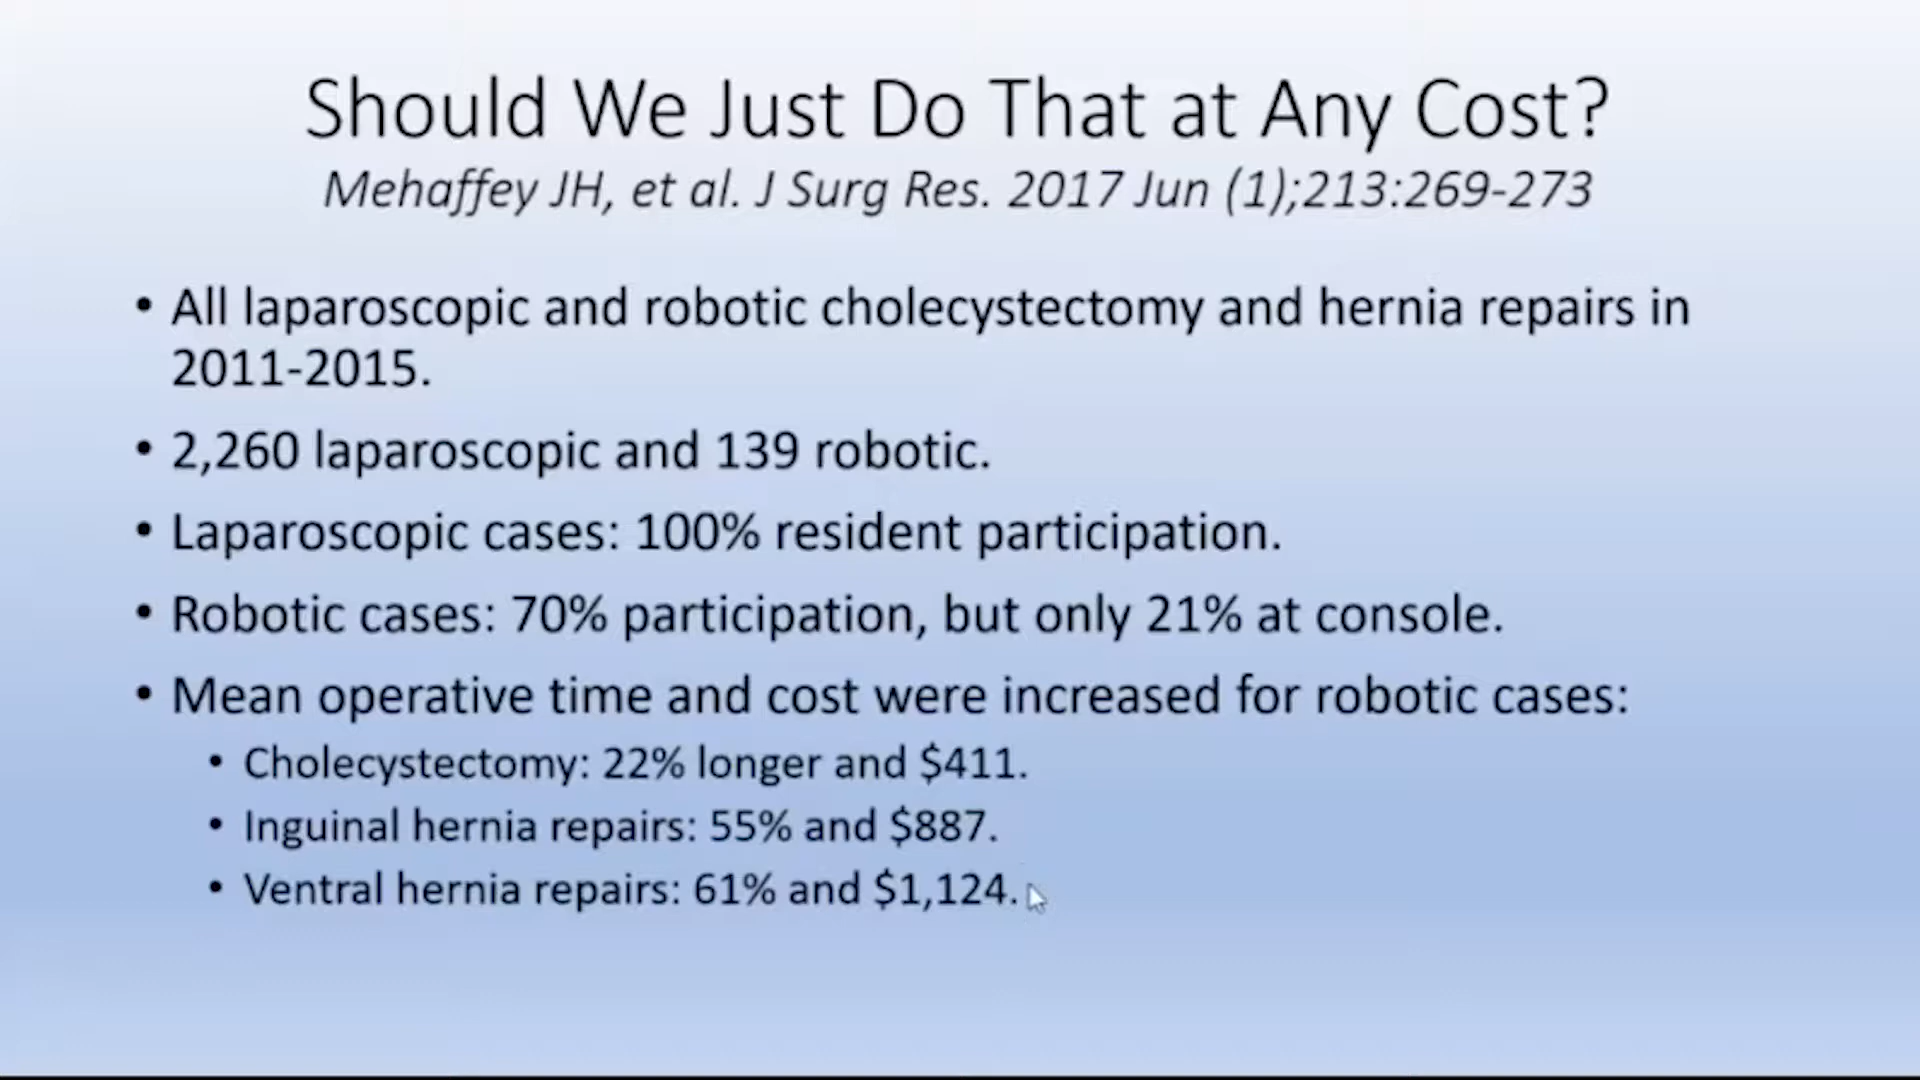 Should We Just Do That at Any Cost?
Mehaffey JH, et al. J Surg Res. 2017 Jun (1);213:269-273
• All laparoscopic and robotic cholecystectomy and hernia repairs in
2011-2015.
• 2,260 laparoscopic and 139 robotic.
• Laparoscopic cases: 100% resident participation.
• Robotic cases: 70% participation, but only 21% at console.
• Mean operative time and cost were increased for robotic cases:
• Cholecystectomy: 22% longer and $411.
• Inguinal hernia repairs: 55% and $887.
• Ventral hernia repairs: 61% and $1,124.